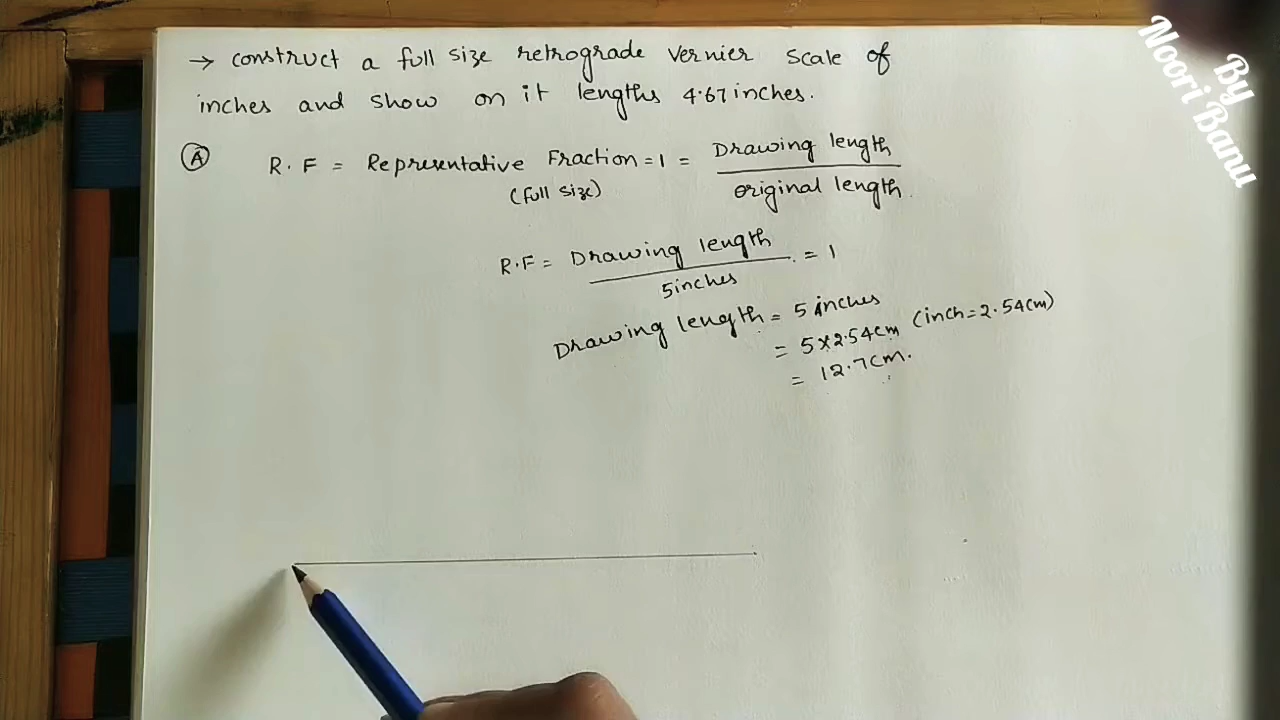 → construct a full size retrograde vernier scale of
inches and show on it lengths 4.67 inches.
Ⓐ R.F = Representative Fraction = 1 = Drawing length
(full size) original length
R.F = Drawing length = 1
5inches
Drawing length = 5 inches
= 5×2.54cm (inch=2.54cm)
= 12.7cm.
By
Noori Banu